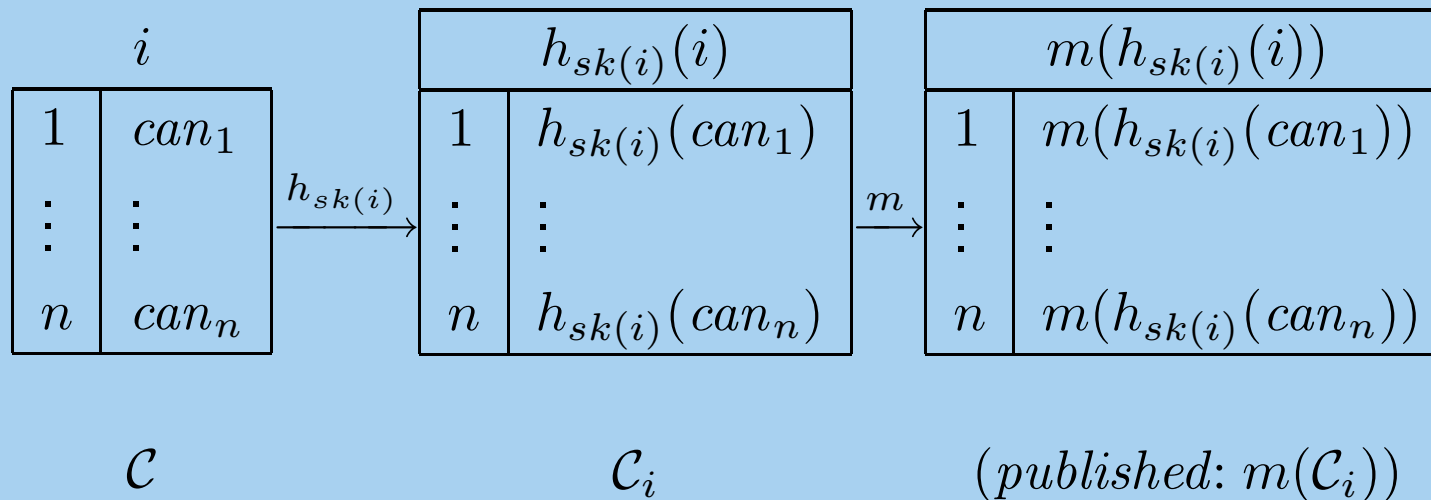 i h_{sk(i)}(i) m(h_{sk(i)}(i))
1 can_1 1 h_{sk(i)}(can_1) 1 m(h_{sk(i)}(can_1))
⋮ ⋮ h_{sk(i)} ⋮ ⋮ m ⋮ ⋮
n can_n n h_{sk(i)}(can_n) n m(h_{sk(i)}(can_n))
𝒞 𝒞_i (published: m(𝒞_i))